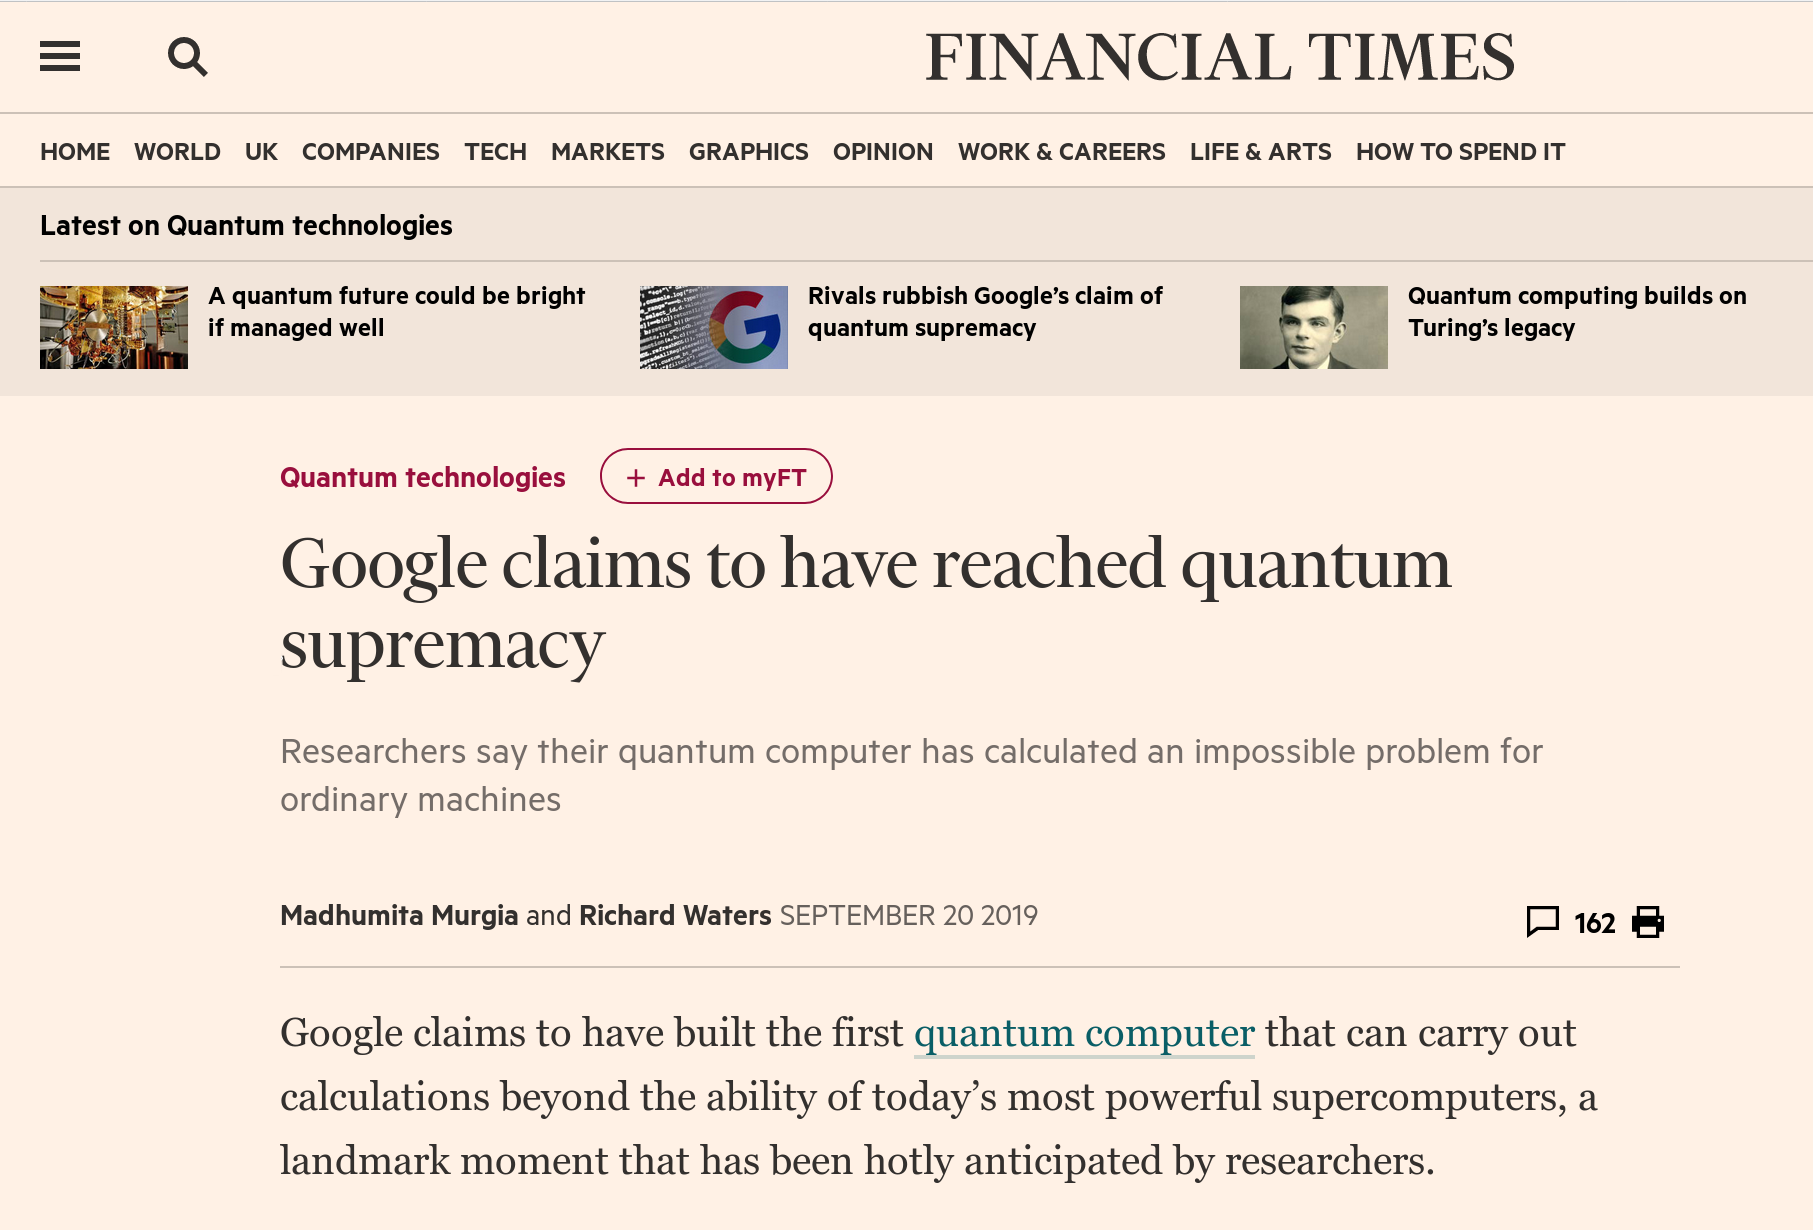 FINANCIAL TIMES
HOME WORLD UK COMPANIES TECH MARKETS GRAPHICS OPINION WORK & CAREERS LIFE & ARTS HOW TO SPEND IT
Latest on Quantum technologies
A quantum future could be bright
if managed well
Rivals rubbish Google’s claim of
quantum supremacy
Quantum computing builds on
Turing’s legacy
Quantum technologies
+ Add to myFT
Google claims to have reached quantum
supremacy
Researchers say their quantum computer has calculated an impossible problem for
ordinary machines
Madhumita Murgia and Richard Waters SEPTEMBER 20 2019
162
Google claims to have built the first quantum computer that can carry out
calculations beyond the ability of today’s most powerful supercomputers, a
landmark moment that has been hotly anticipated by researchers.